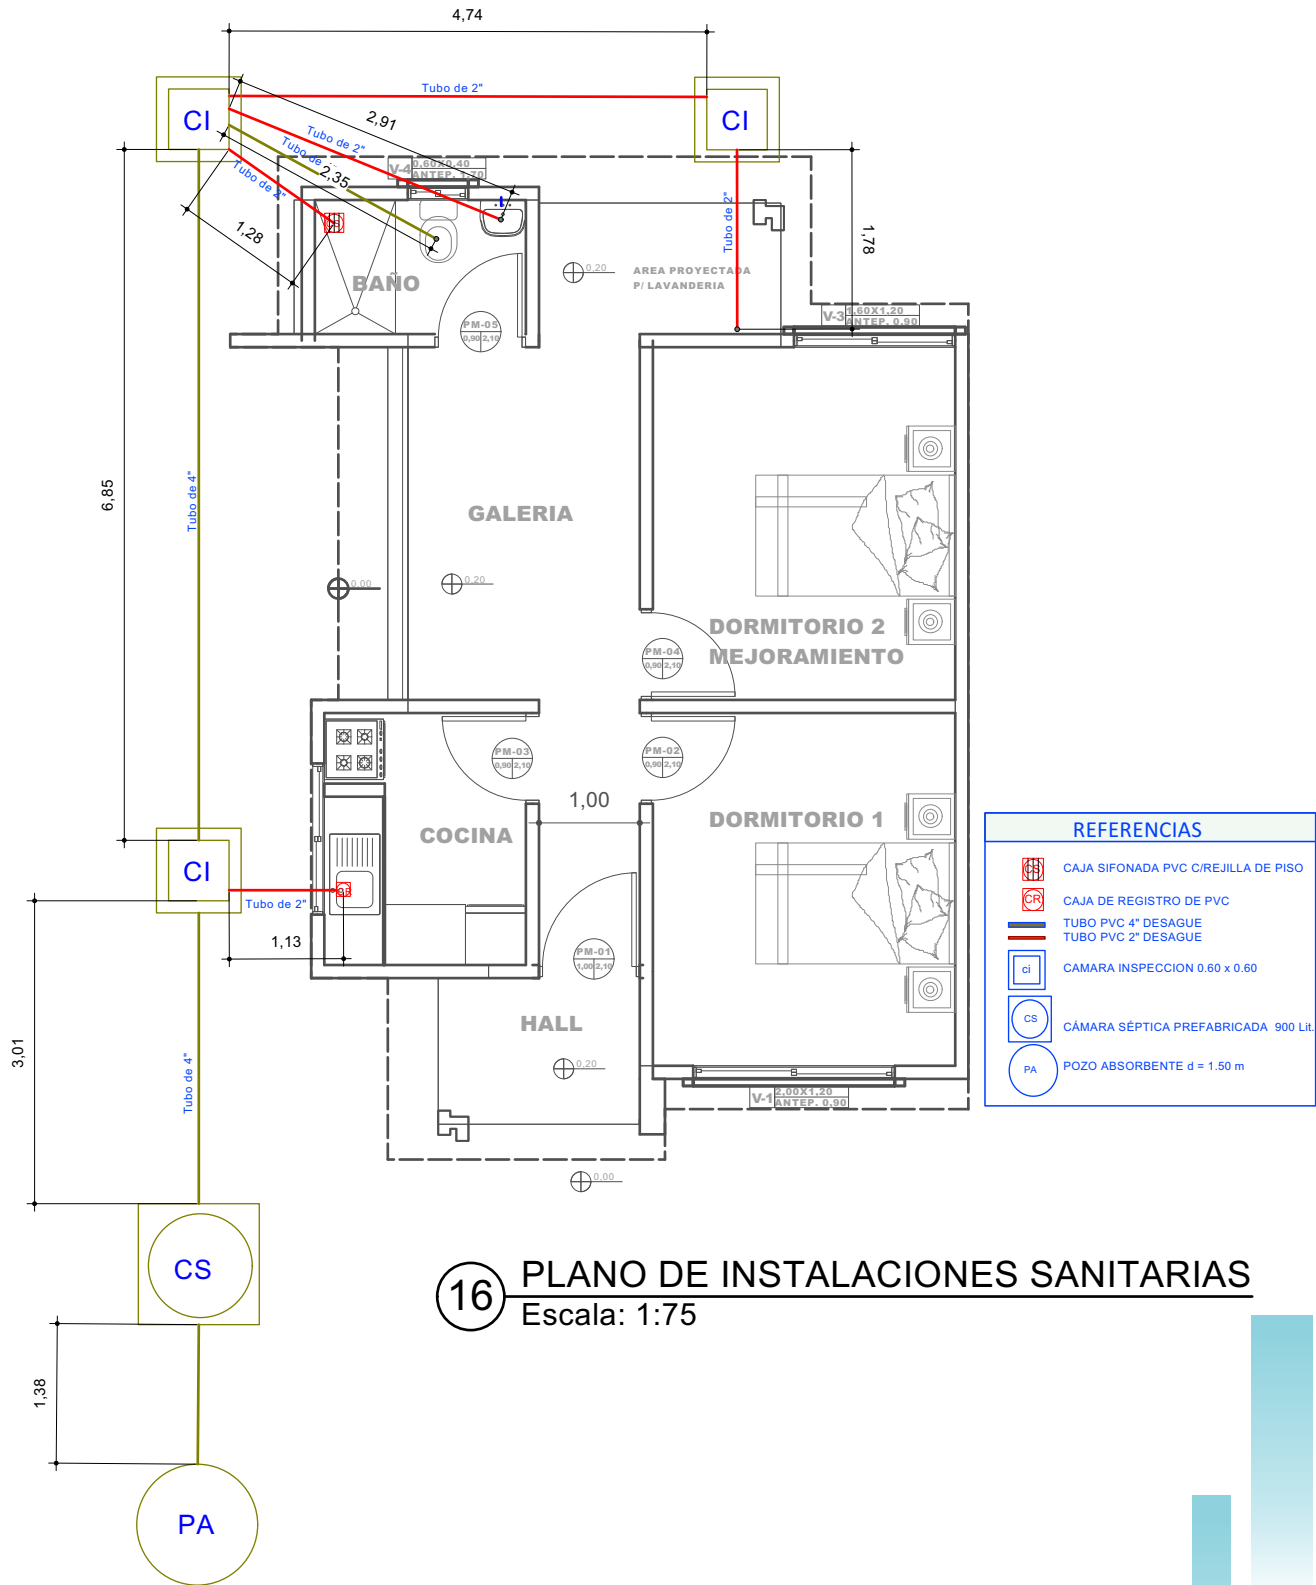 4,74
Tubo de 2"
CI
CI
2,91
Tubo de 2"
Tubo de
2,35
Tubo de 2"
1,28
V-4
0,60X0,40
ANTEP. 1,70
BAÑO
0,20
AREA PROYECTADA
P/ LAVANDERIA
Tubo de 2"
1,78
V-3
1,60X1,20
ANTEP. 0,90
PM-05
0,90
2,10
6,85
Tubo de 4"
GALERIA
0,00
0,20
DORMITORIO 2
MEJORAMIENTO
PM-04
0,90
2,10
PM-03
0,90
2,10
PM-02
0,90
2,10
1,00
COCINA
DORMITORIO 1
CI
CR
Tubo de 2"
1,13
PM-01
1,00
2,10
HALL
0,20
3,01
Tubo de 4"
V-1
2,00X1,20
ANTEP. 0,90
0,00
REFERENCIAS
CS
CAJA SIFONADA PVC C/REJILLA DE PISO
CR
CAJA DE REGISTRO DE PVC
TUBO PVC 4" DESAGUE
TUBO PVC 2" DESAGUE
ci
CAMARA INSPECCION 0.60 x 0.60
CS
CÁMARA SÉPTICA PREFABRICADA 900 Lit.
PA
POZO ABSORBENTE d = 1.50 m
CS
16
PLANO DE INSTALACIONES SANITARIAS
Escala: 1:75
1,38
PA